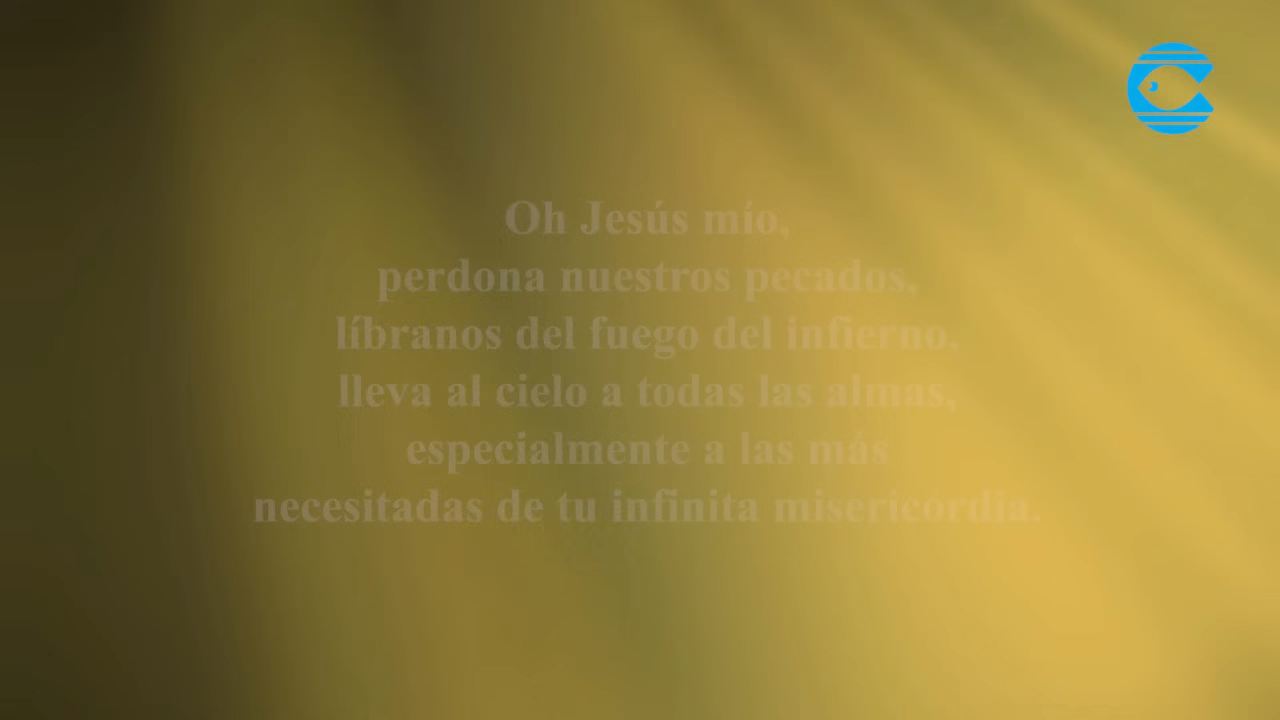 Oh Jesús mío,
perdona nuestros pecados,
líbranos del fuego del infierno,
lleva al cielo a todas las almas,
especialmente a las más
necesitadas de tu infinita misericordia.